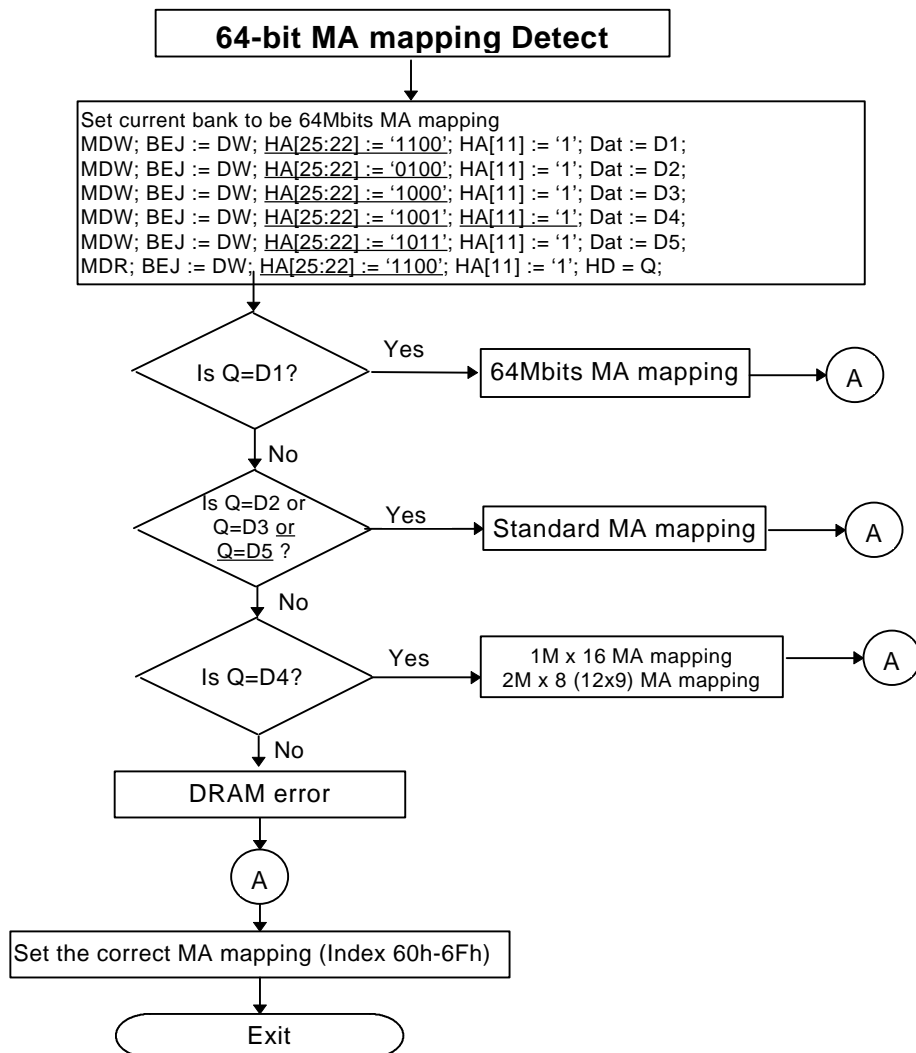 64-bit MA mapping Detect
Set current bank to be 64Mbits MA mapping
MDW; BEJ := DW; HA[25:22] := ‘1100’; HA[11] := ‘1’; Dat := D1;
MDW; BEJ := DW; HA[25:22] := ‘0100’; HA[11] := ‘1’; Dat := D2;
MDW; BEJ := DW; HA[25:22] := ‘1000’; HA[11] := ‘1’; Dat := D3;
MDW; BEJ := DW; HA[25:22] := ‘1001’; HA[11] := ‘1’; Dat := D4;
MDW; BEJ := DW; HA[25:22] := ‘1011’; HA[11] := ‘1’; Dat := D5;
MDR; BEJ := DW; HA[25:22] := ‘1100’; HA[11] := ‘1’; HD = Q;
Is Q=D1?
Yes
64Mbits MA mapping
A
No
Is Q=D2 or
Q=D3 or
Q=D5 ?
Yes
Standard MA mapping
A
No
Is Q=D4?
Yes
1M x 16 MA mapping
2M x 8 (12x9) MA mapping
A
No
DRAM error
A
Set the correct MA mapping (Index 60h-6Fh)
Exit